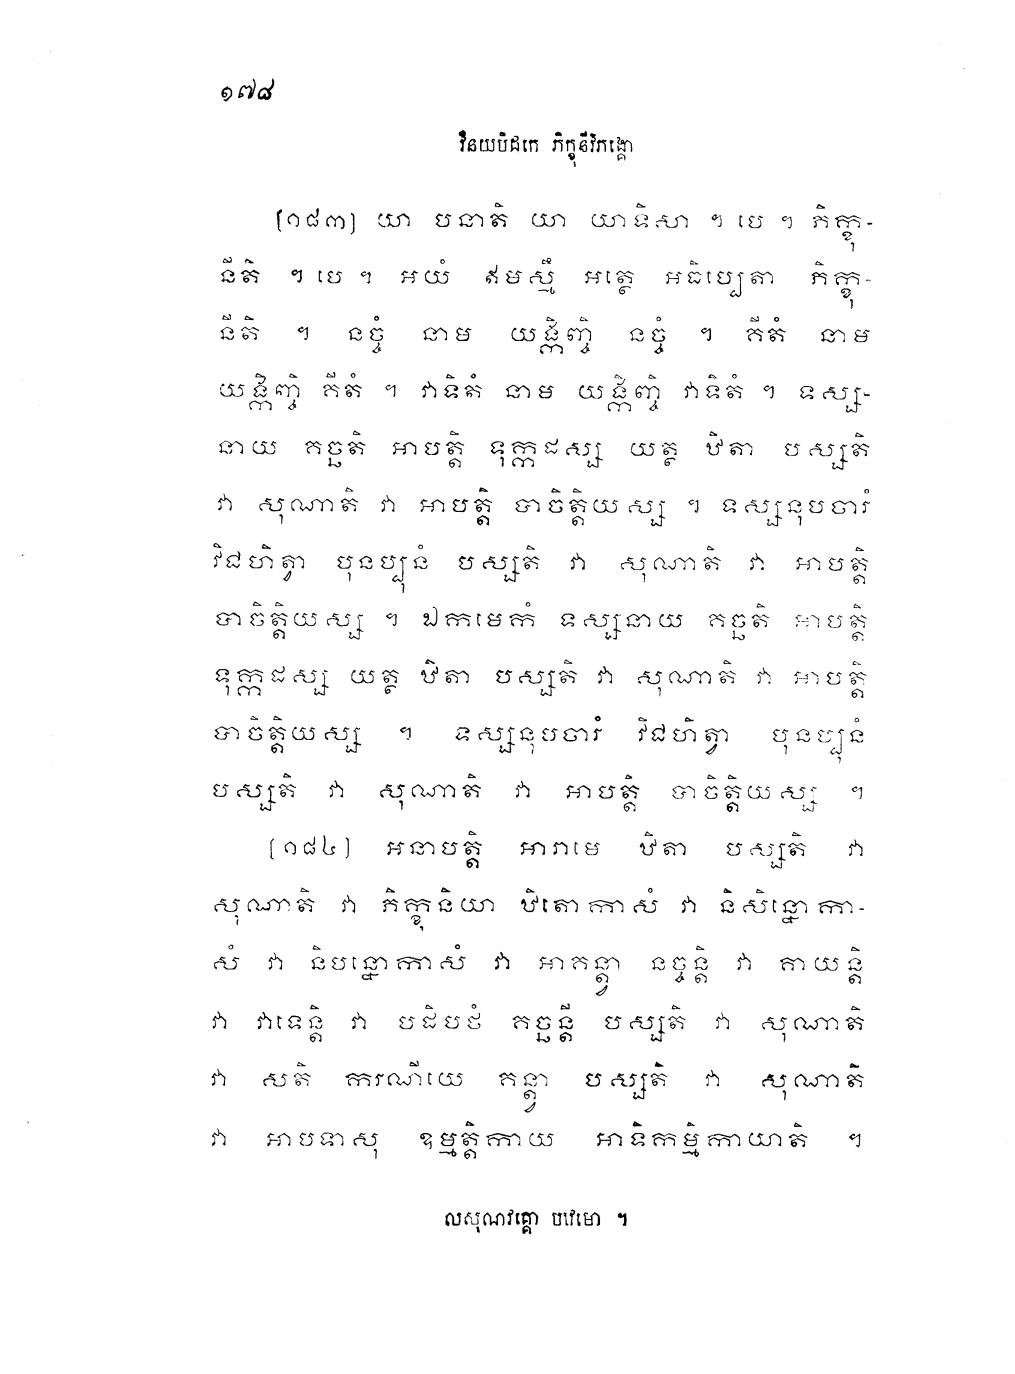 ១៧៨
វិនយបិដកេ ភិក្ខុនីវិភង្គោ
[១៨៣] យា បនាតិ យា យាទិសា ។ បេ ។ ភិក្ខុ-
នីតិ ។ បេ ។ អយំ ឥមស្មឹ អត្ថេ អធិប្បេតា ភិក្ខុ-
នីតិ ។ នច្ចំ នាម យង្កិញ្ចិ នច្ចំ ។ គីតំ នាម
យង្កិញ្ចិ គីតំ ។ វាទិតំ នាម យង្កិញ្ចិ វាទិតំ ។ ទស្ស-
នាយ គច្ឆតិ អាបត្តិ ទុក្កដស្ស យត្ថ ឋិតា បស្សតិ
វា សុណាតិ វា អាបត្តិ បាចិត្តិយស្ស ។ ទស្សនុបចារំ
វិជហិត្វា បុនប្បុនំ បស្សតិ វា សុណាតិ វា អាបត្តិ
បាចិត្តិយស្ស ។ ឯកមេកំ ទស្សនាយ គច្ឆតិ អាបត្តិ
ទុក្កដស្ស យត្ថ ឋិតា បស្សតិ វា សុណាតិ វា អាបត្តិ
បាចិត្តិយស្ស ។ ទស្សនុបចារំ វិជហិត្វា បុនប្បុនំ
បស្សតិ វា សុណាតិ វា អាបត្តិ បាចិត្តិយស្ស ។
[១៨៤] អនាបត្តិ អារាមេ ឋិតា បស្សតិ វា
សុណាតិ វា ភិក្ខុនិយា ឋិតោកាសំ វា និសិន្នោកា-
សំ វា និបន្នោកាសំ វា អាគន្ត្វា នច្ចន្តិ វា គាយន្តិ
វា វាទេន្តិ វា បដិបថំ គច្ឆន្តី បស្សតិ វា សុណាតិ
វា សតិ ករណីយេ គន្ត្វា បស្សតិ វា សុណាតិ
វា អាបទាសុ ឧម្មត្តិកាយ អាទិកម្មិកាយាតិ ។
លសុណវគ្គោ បឋមោ ។